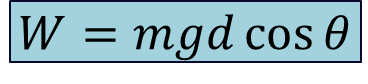 W = mgd cos θ